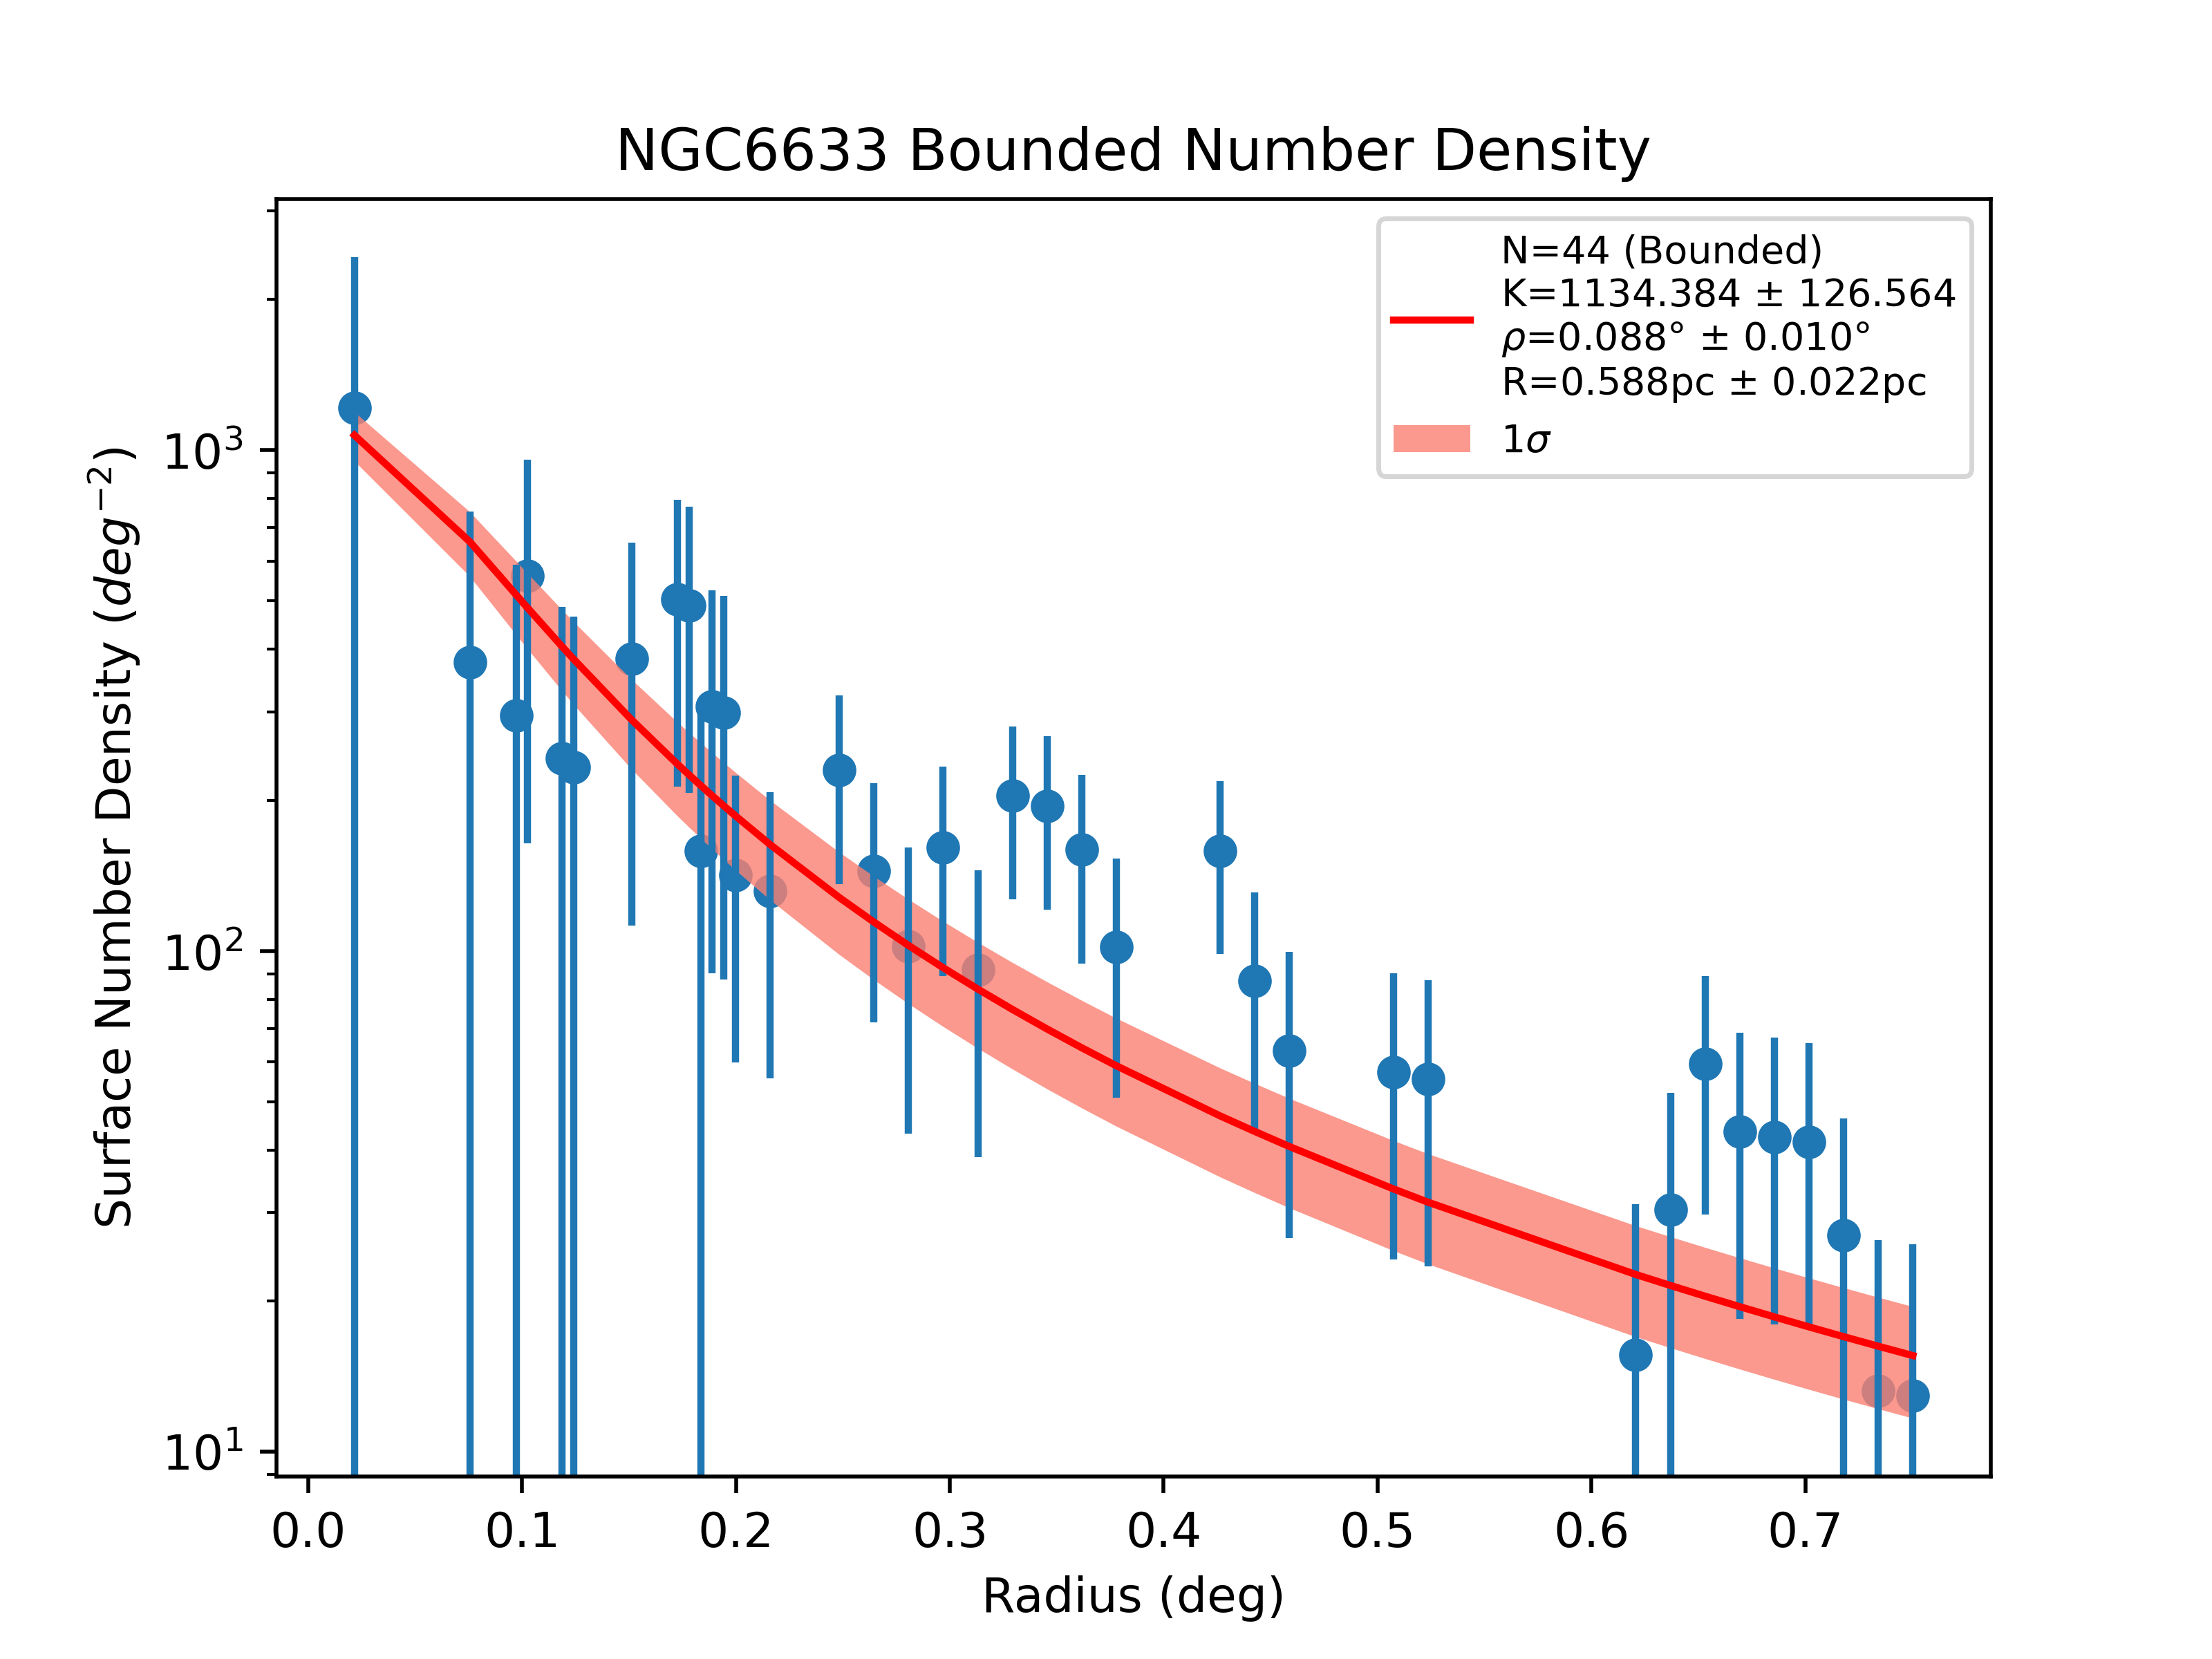 NGC6633 Bounded Number Density
N=44 (Bounded)
K=1134.384 ± 126.564
ρ=0.088° ± 0.010°
R=0.588pc ± 0.022pc
1σ
Surface Number Density (deg⁻²)
10³
10²
10¹
0.0 0.1 0.2 0.3 0.4 0.5 0.6 0.7
Radius (deg)